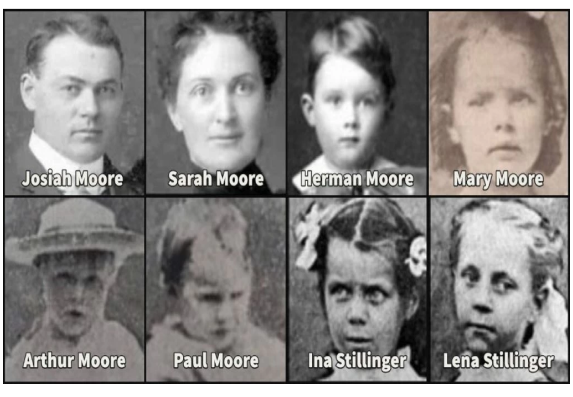 Josiah Moore
Sarah Moore
Herman Moore
Mary Moore
Arthur Moore
Paul Moore
Ina Stillinger
Lena Stillinger